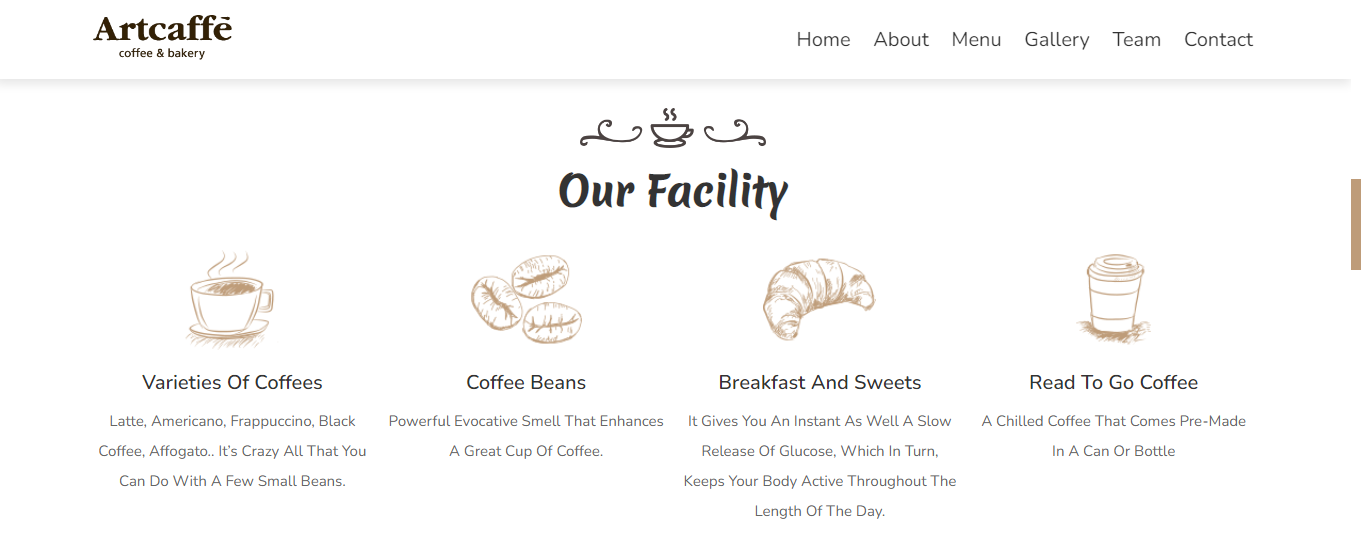 Artcaffē
coffee & bakery
Home About Menu Gallery Team Contact
Our Facility
Varieties Of Coffees
Latte, Americano, Frappuccino, Black
Coffee, Affogato.. It's Crazy All That You
Can Do With A Few Small Beans.
Coffee Beans
Powerful Evocative Smell That Enhances
A Great Cup Of Coffee.
Breakfast And Sweets
It Gives You An Instant As Well A Slow
Release Of Glucose, Which In Turn,
Keeps Your Body Active Throughout The
Length Of The Day.
Read To Go Coffee
A Chilled Coffee That Comes Pre-Made
In A Can Or Bottle